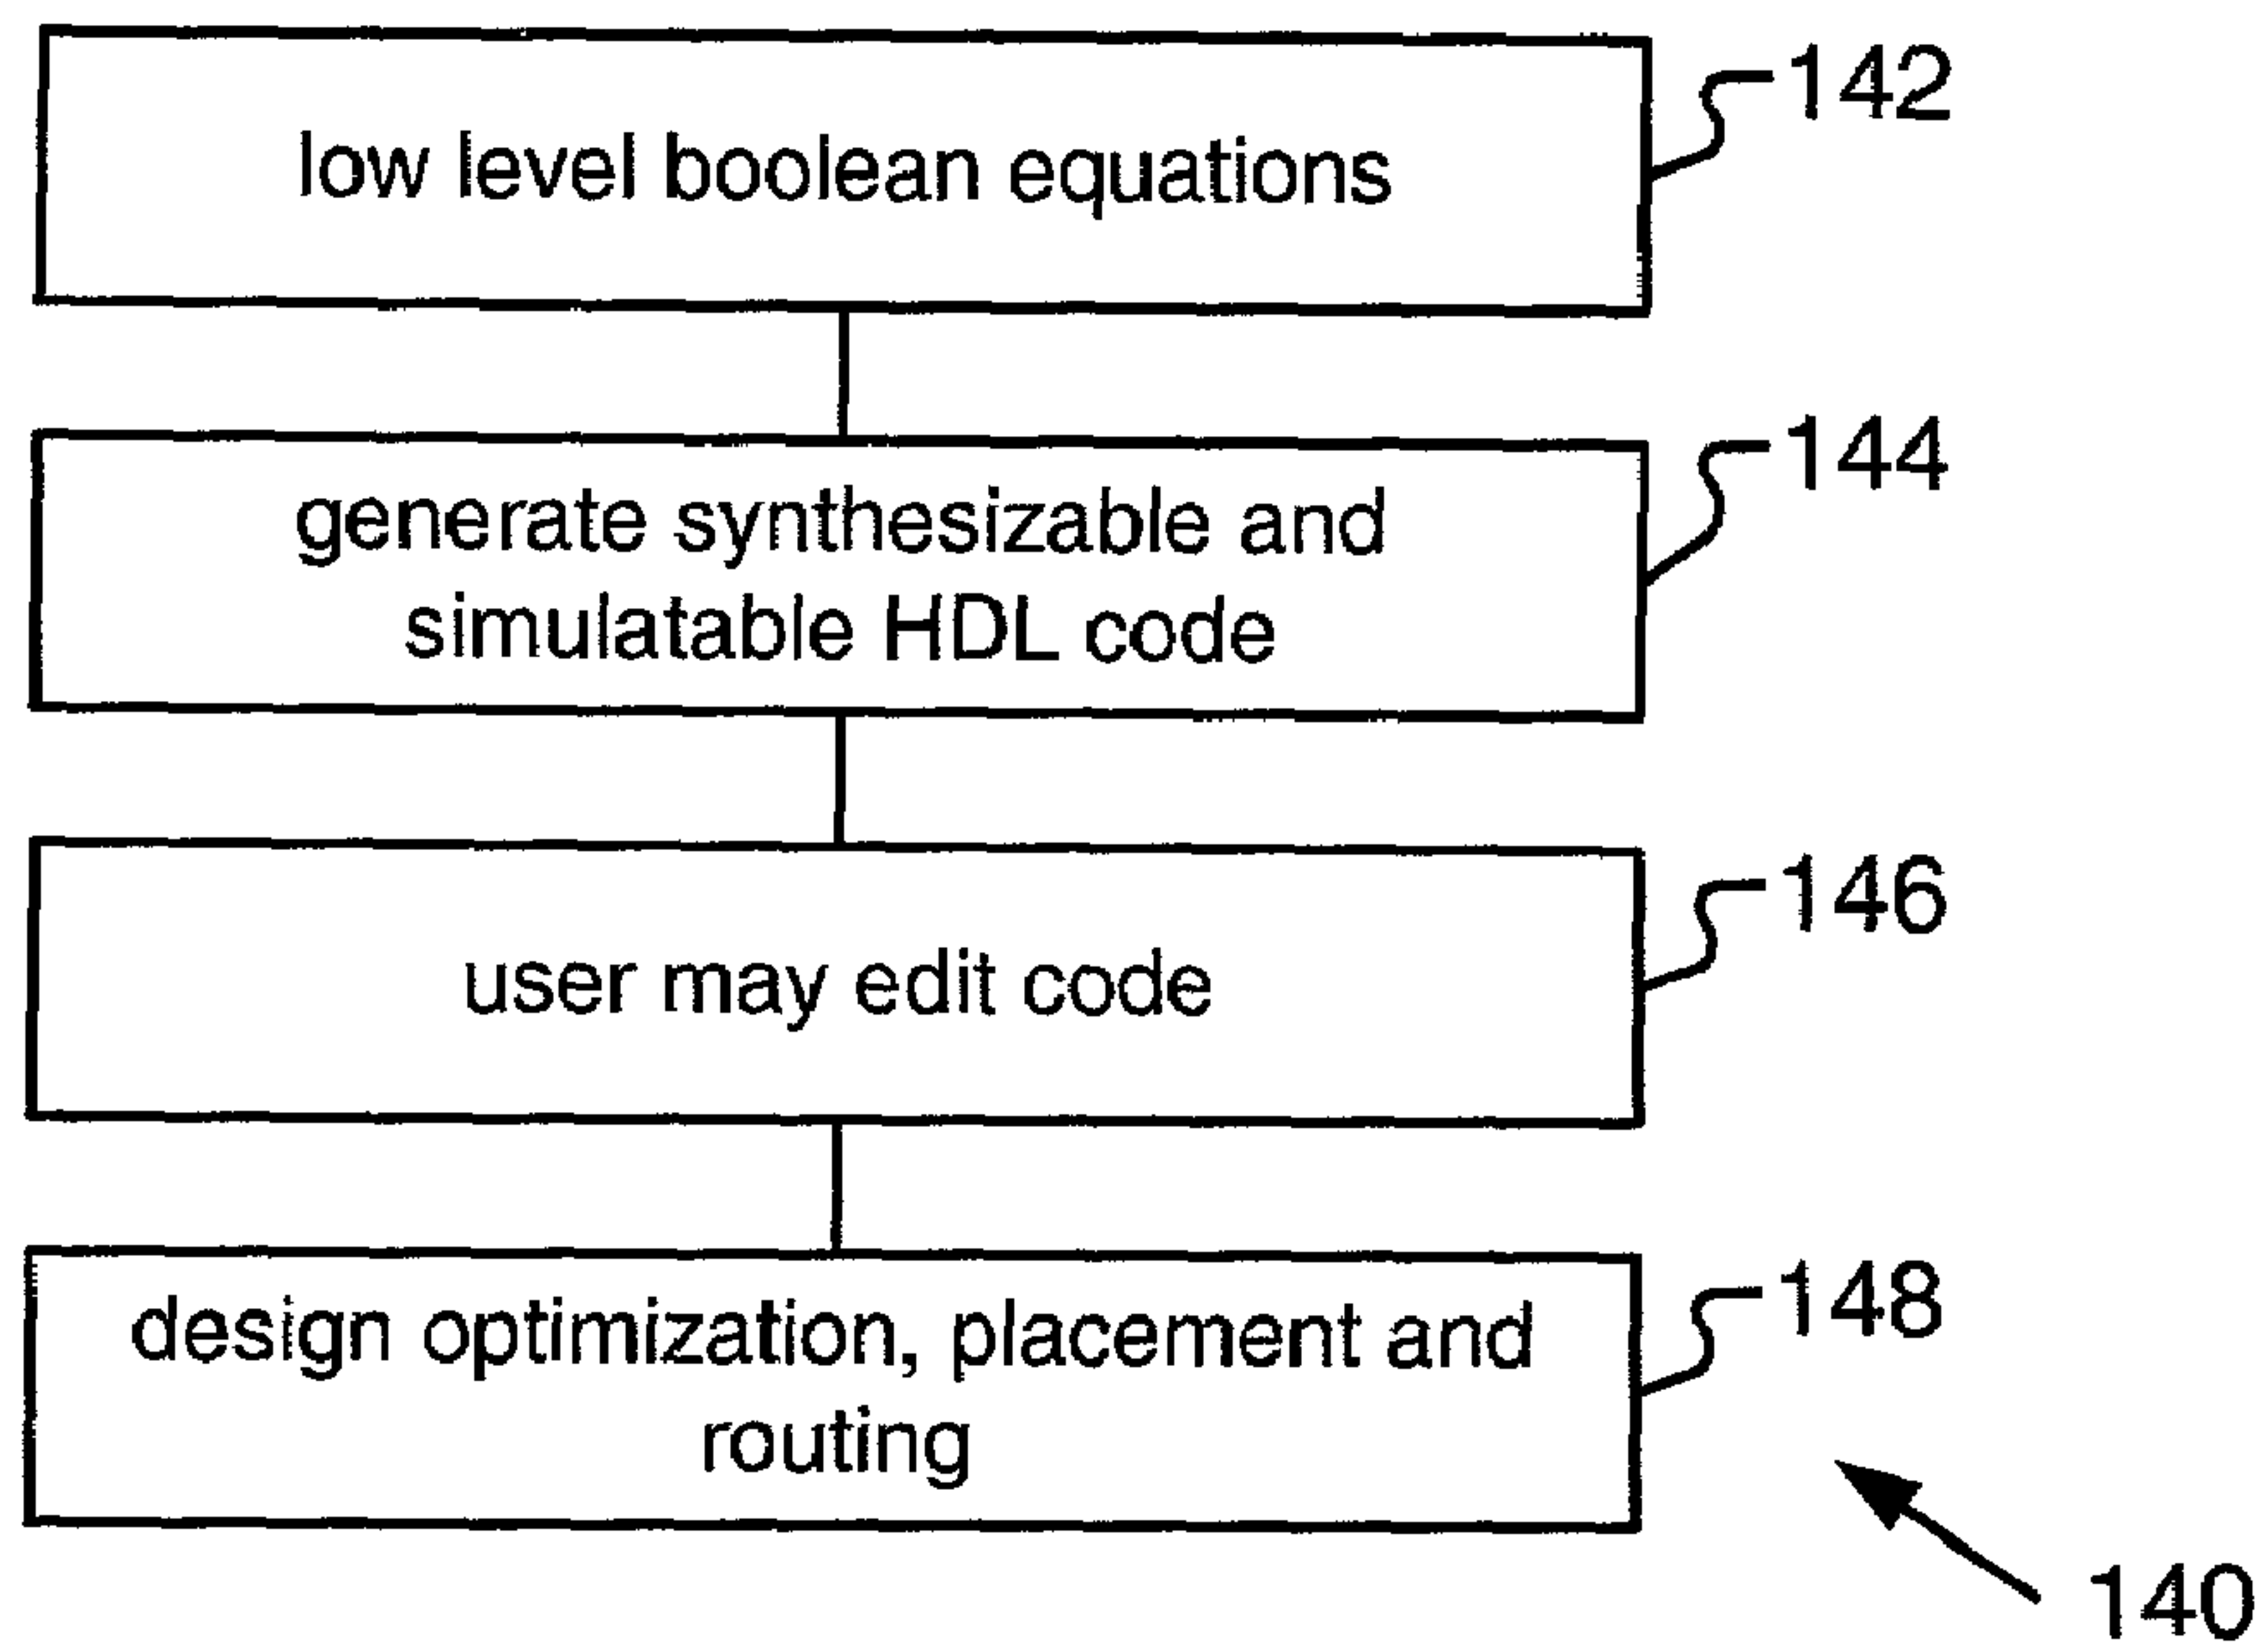 low level boolean equations
142
generate synthesizable and
simulatable HDL code
144
user may edit code
146
design optimization, placement and
routing
148
140